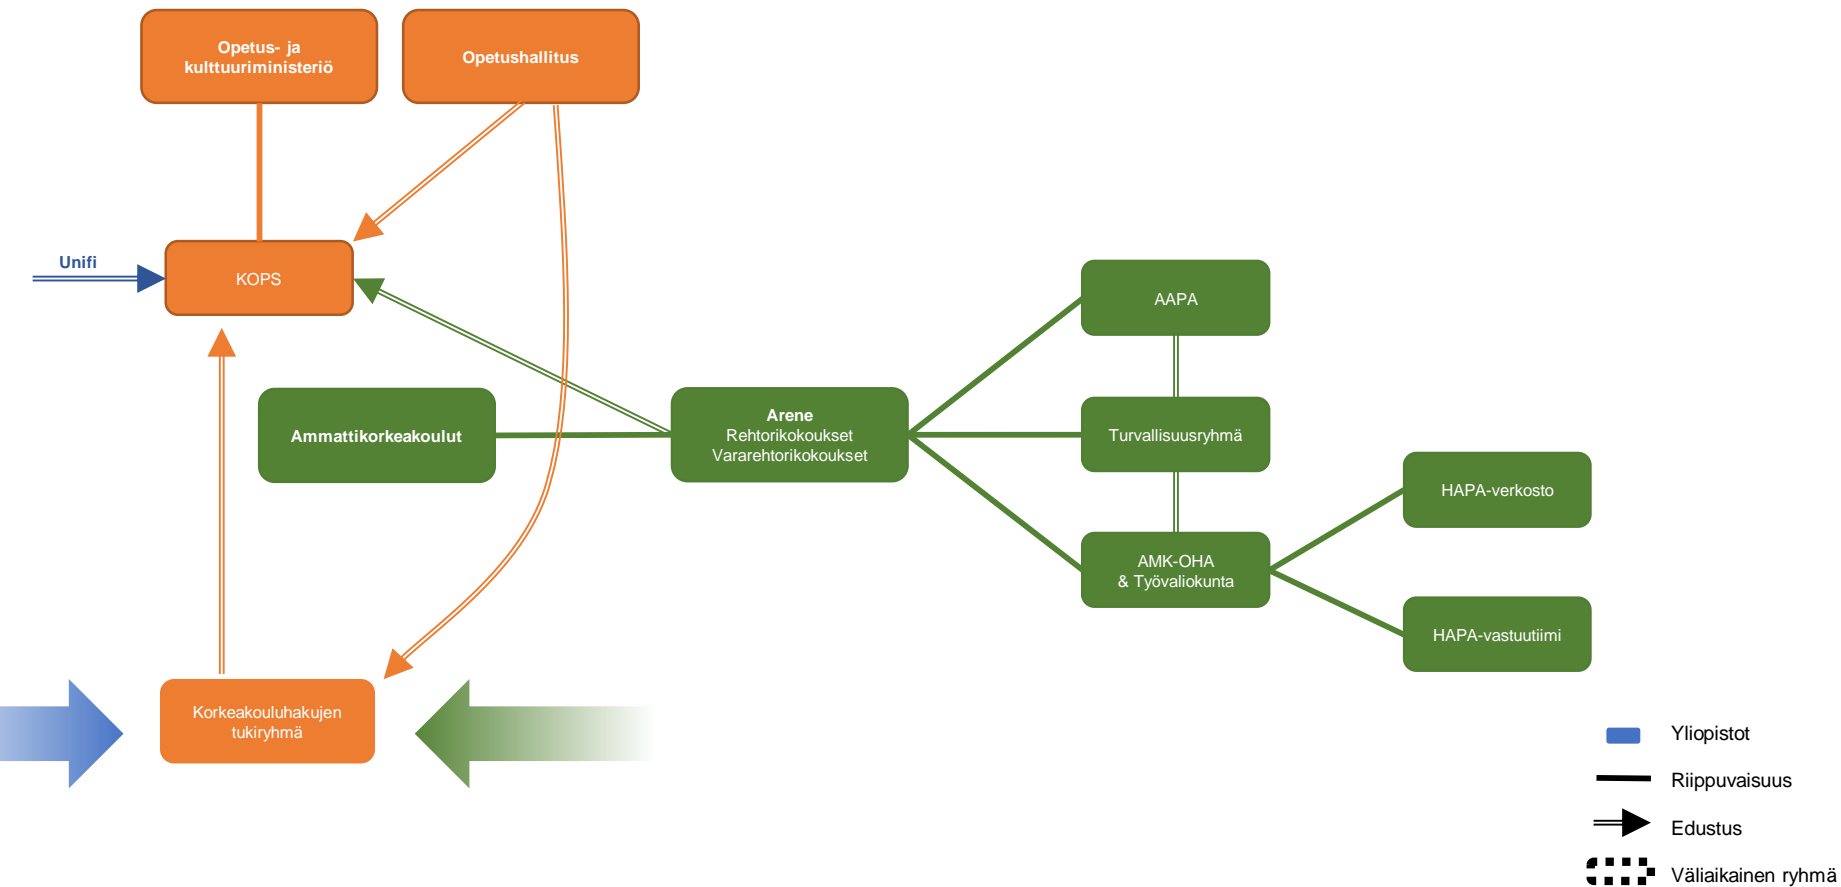 Opetus- ja
kulttuuriministeriö
Opetushallitus
Unifi
KOPS
AAPA
Ammattikorkeakoulut
Arene
Rehtorikokoukset
Vararehtorikokoukset
Turvallisuusryhmä
HAPA-verkosto
AMK-OHA
& Työvaliokunta
HAPA-vastuutiimi
Korkeakouluhakujen
tukiryhmä
Yliopistot
Riippuvaisuus
Edustus
Väliaikainen ryhmä